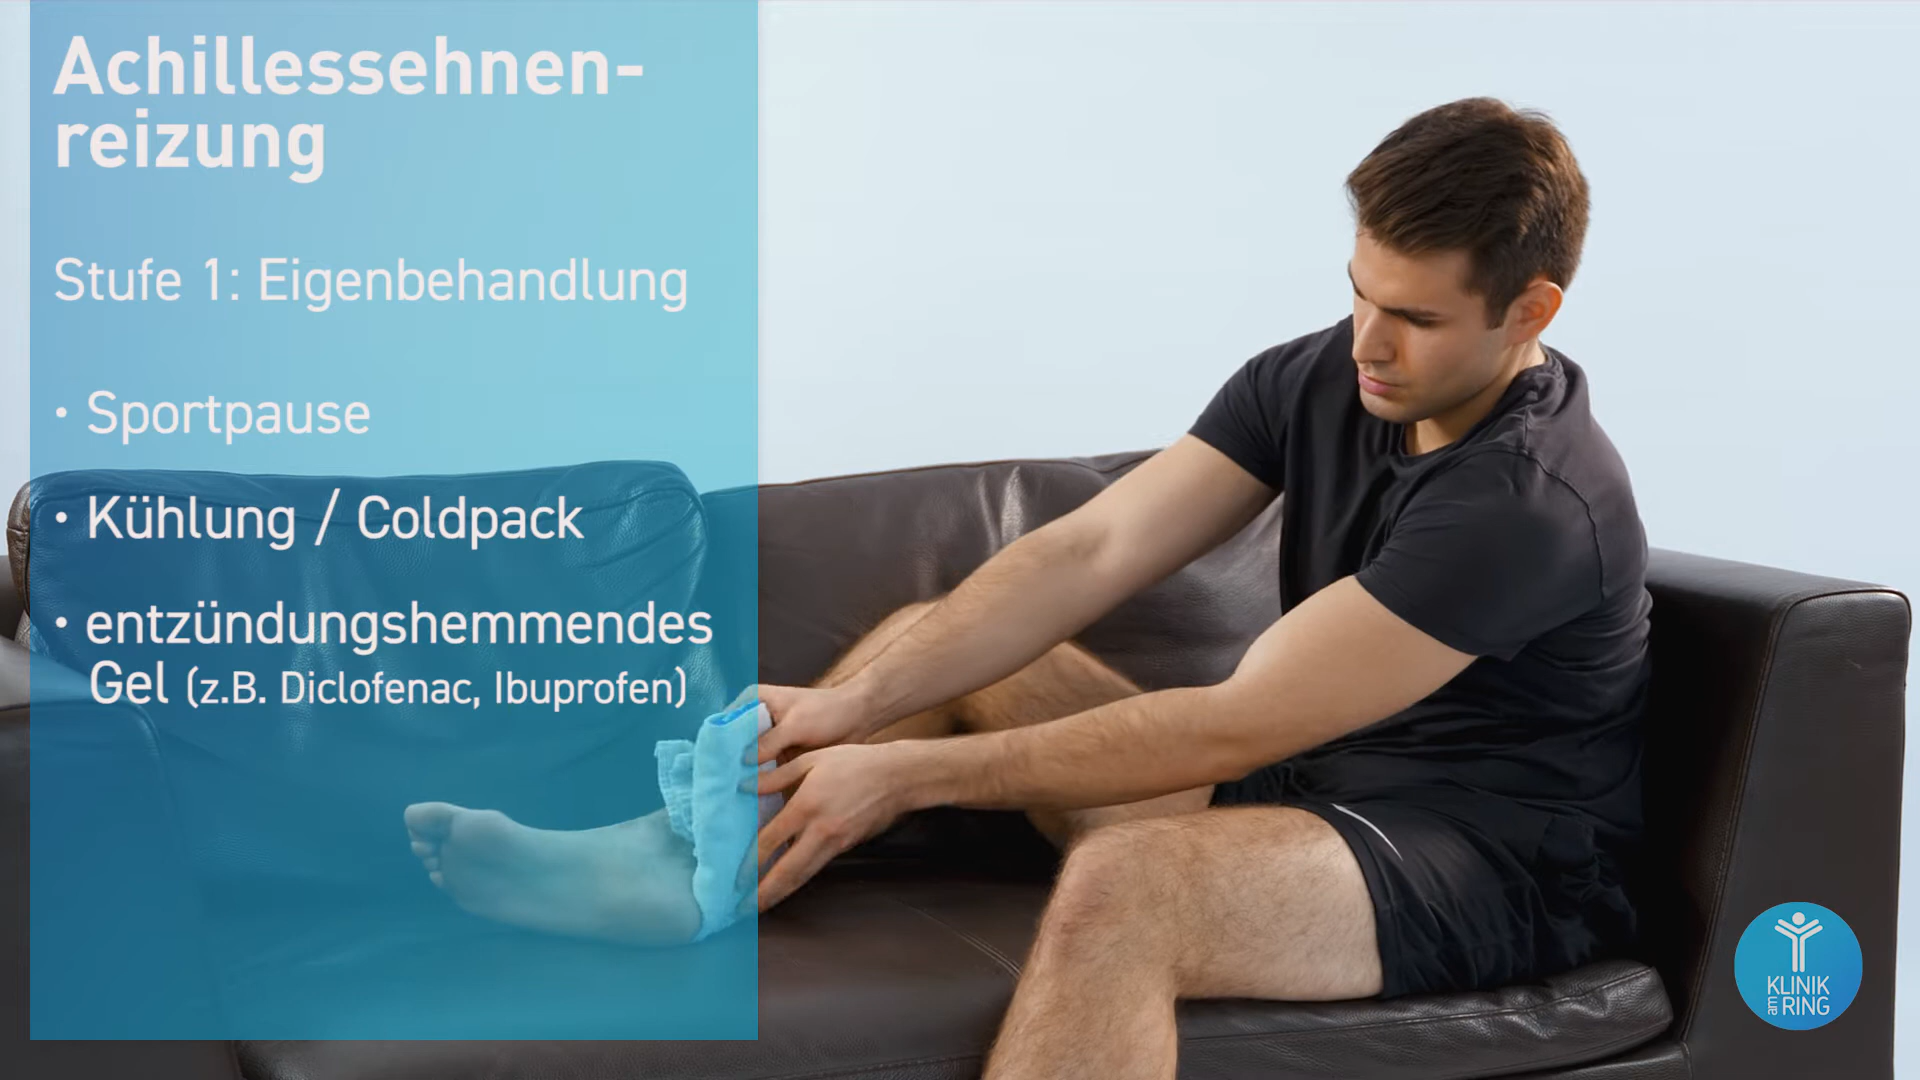 Achillessehnen-
reizung
Stufe 1: Eigenbehandlung
• Sportpause
• Kühlung / Coldpack
• entzündungshemmendes
Gel (z.B. Diclofenac, Ibuprofen)
KLINIK
am RING